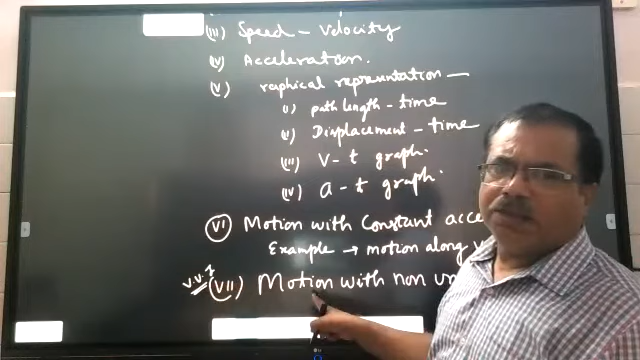 (iii) Speed - Velocity
(iv) Acceleration.
(v) raphical representation —
(i) path length - time
(ii) Displacement - time
(iii) V - t graph.
(iv) a - t graph.
(VI) Motion with Constant acce
Example → motion along
V.V.I (VII) Motion with non un